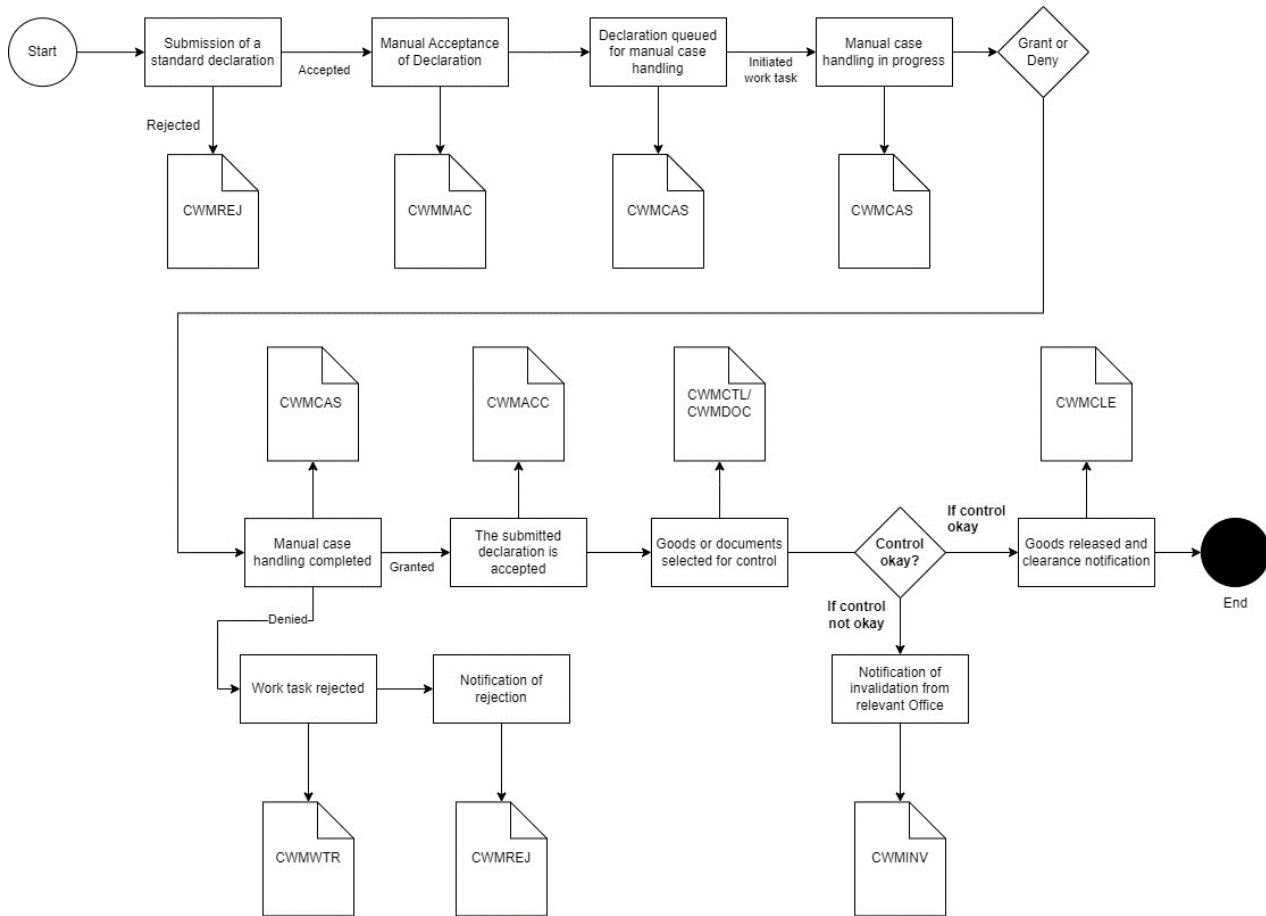 Start
Submission of a
standard declaration
Accepted
Manual Acceptance
of Declaration
Declaration queued
for manual case
handling
Initiated
work task
Manual case
handling in progress
Grant or
Deny
Rejected
CWMREJ
CWMMAC
CWMCAS
CWMCAS
CWMCAS
CWMACC
CWMCTL/
CWMDOC
CWMCLE
Manual case
handling completed
Granted
The submitted
declaration is
accepted
Goods or documents
selected for control
Control
okay?
If control
okay
Goods released and
clearance notification
End
Denied
If control
not okay
Work task rejected
Notification of
rejection
Notification of
invalidation from
relevant Office
CWMWTR
CWMREJ
CWMINV